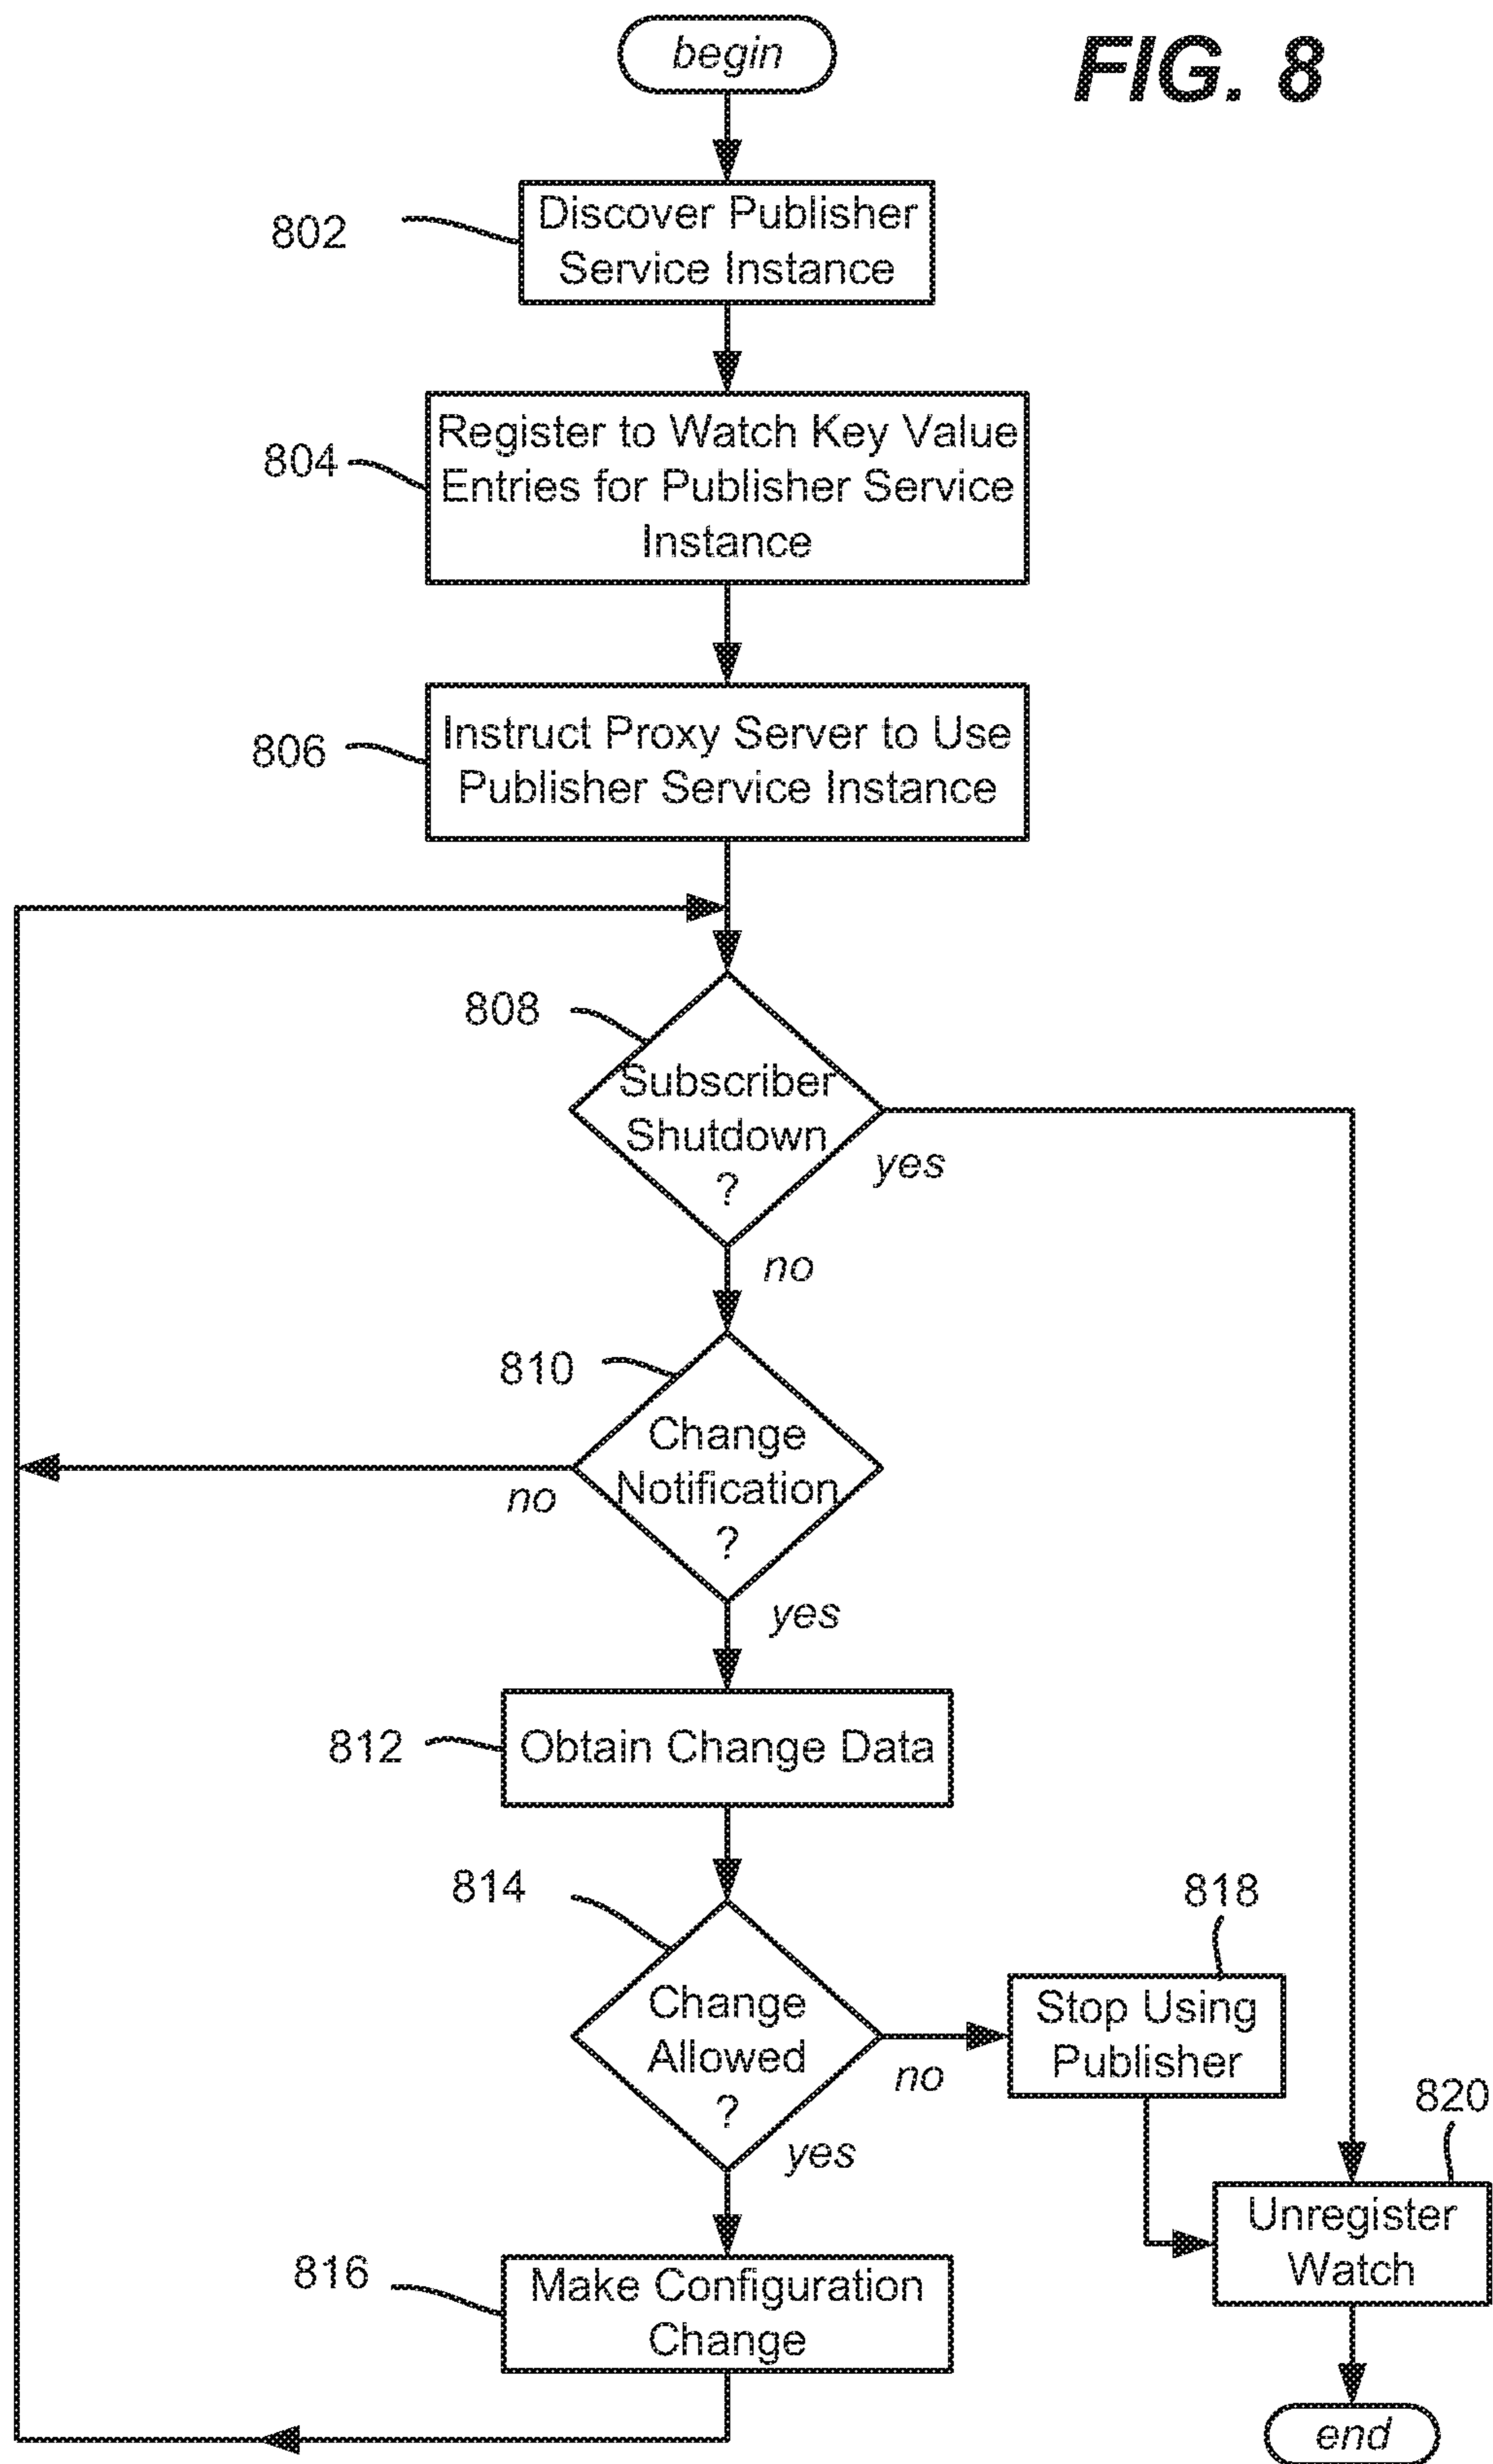 begin
FIG. 8
802
Discover Publisher
Service Instance
804
Register to Watch Key Value
Entries for Publisher Service
Instance
806
Instruct Proxy Server to Use
Publisher Service Instance
808
Subscriber
Shutdown
?
yes
no
810
Change
Notification
?
no
yes
812
Obtain Change Data
814
Change
Allowed
?
no
yes
818
Stop Using
Publisher
820
Unregister
Watch
816
Make Configuration
Change
end